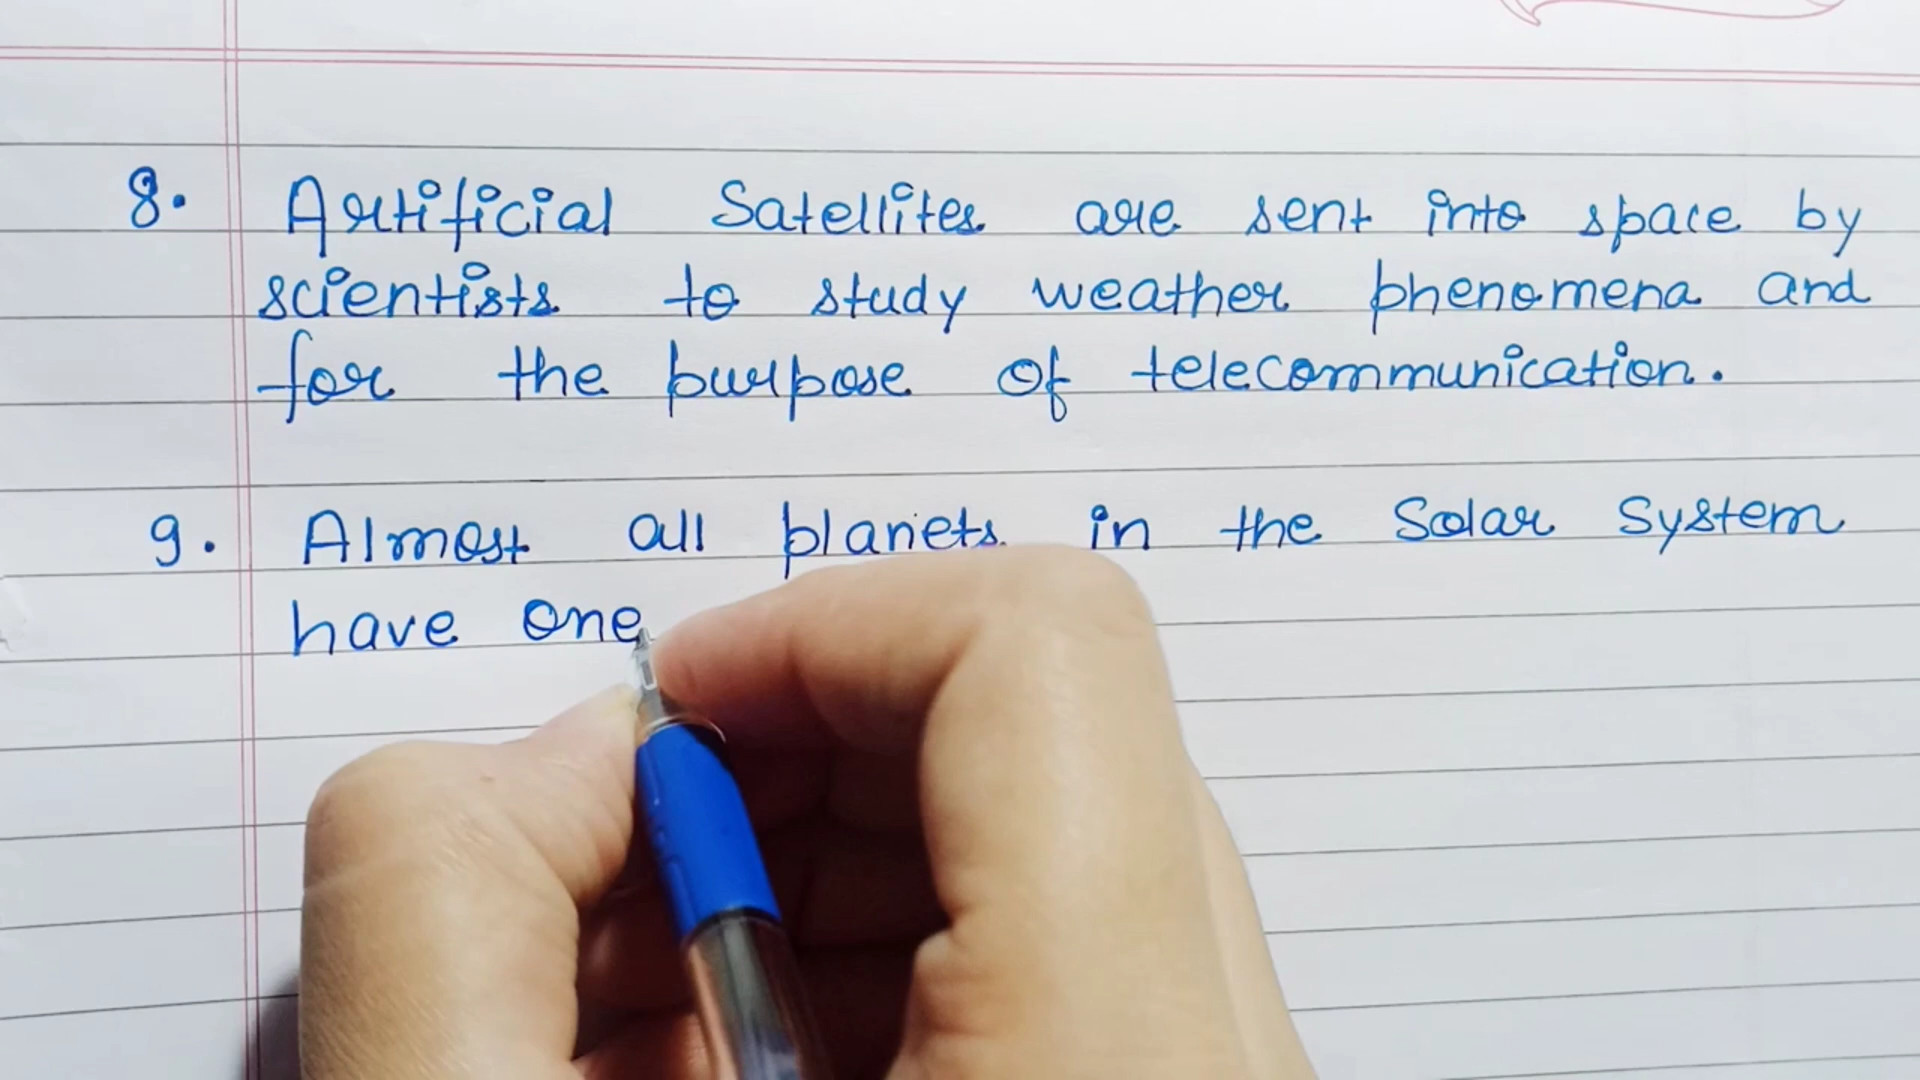 8. Artificial Satellites are sent into space by
scientists to study weather phenomena and
for the purpose of telecommunication.
9. Almost all planets in the Solar System
have one